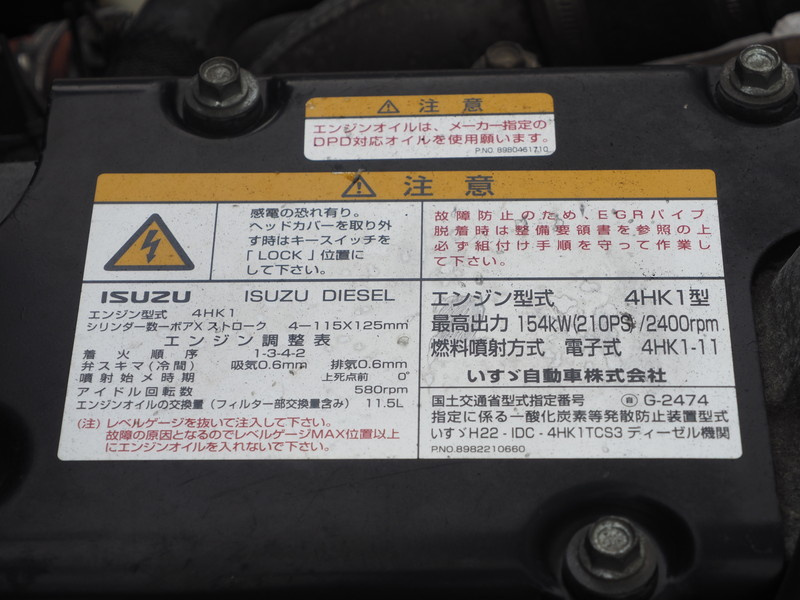 ⚠ 注意
エンジンオイルは、メーカー指定の
DPD対応オイルを使用願います。
P.NO. 8980461710
⚠ 注意
感電の恐れ有り。
ヘッドカバーを取り外
す時はキースイッチを
「LOCK」位置に
して下さい。
故障防止のため、EGRパイプ
脱着時は整備要領書を参照の上
必ず組付け手順を守って作業し
て下さい。
ISUZU ISUZU DIESEL
エンジン型式 4HK1
シリンダー数ーボアX ストローク 4ー115X125mm
エンジン調整表
着火順序 1-3-4-2
弁スキマ(冷間) 吸気0.6mm 排気0.6mm
噴射始メ時期 上死点前 0°
アイドル回転数 580rpm
エンジンオイルの交換量(フィルター部交換量含み) 11.5L
(注)レベルゲージを抜いて注入して下さい。
故障の原因となるのでレベルゲージMAX位置以上
にエンジンオイルを入れないで下さい。
エンジン型式 4HK1型
最高出力 154kW(210PS)/2400rpm
燃料噴射方式 電子式 4HK1-11
いすゞ自動車株式会社
国土交通省型式指定番号 G-2474
指定に係る一酸化炭素等発散防止装置型式
いすゞH22-IDC-4HK1TCS3 ディーゼル機関
P.NO.8982210660